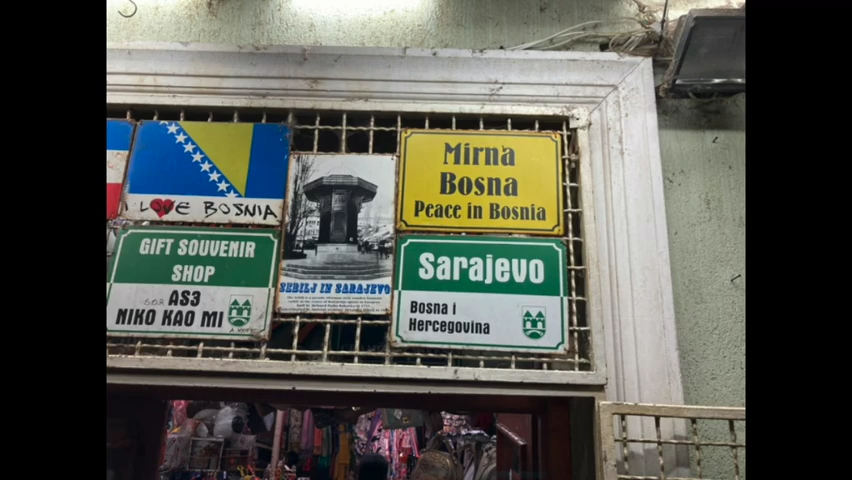 I LOVE BOSNIA
GIFT SOUVENIR
SHOP
AS3
NIKO KAO MI
SEBILJ IN SARAJEVO
Mirna
Bosna
Peace in Bosnia
Sarajevo
Bosna i
Hercegovina